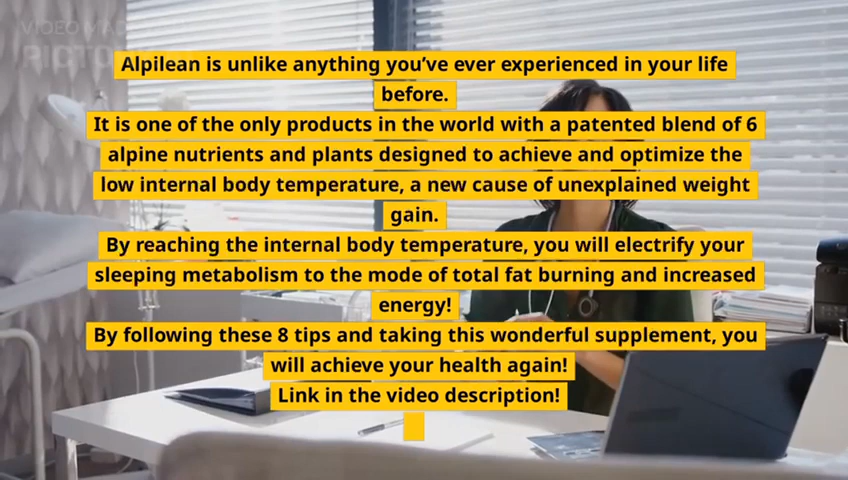 VIDEO MA
PICTO
Alpilean is unlike anything you’ve ever experienced in your life
before.
It is one of the only products in the world with a patented blend of 6
alpine nutrients and plants designed to achieve and optimize the
low internal body temperature, a new cause of unexplained weight
gain.
By reaching the internal body temperature, you will electrify your
sleeping metabolism to the mode of total fat burning and increased
energy!
By following these 8 tips and taking this wonderful supplement, you
will achieve your health again!
Link in the video description!